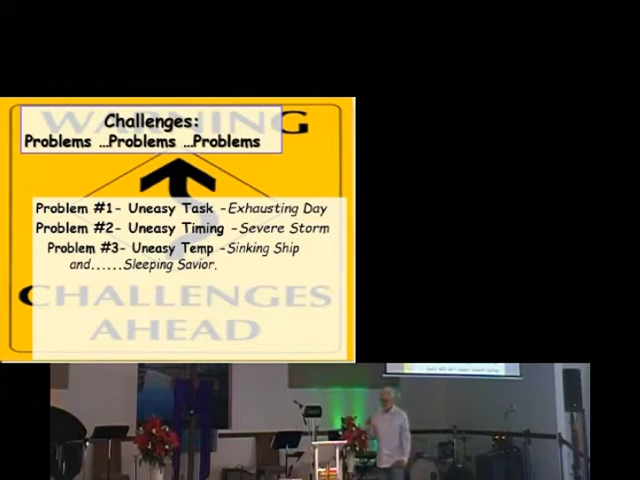 WARNING
Challenges:
Problems ...Problems ...Problems
Problem #1- Uneasy Task -Exhausting Day
Problem #2- Uneasy Timing -Severe Storm
Problem #3- Uneasy Temp -Sinking Ship
and......Sleeping Savior.
CHALLENGES
AHEAD